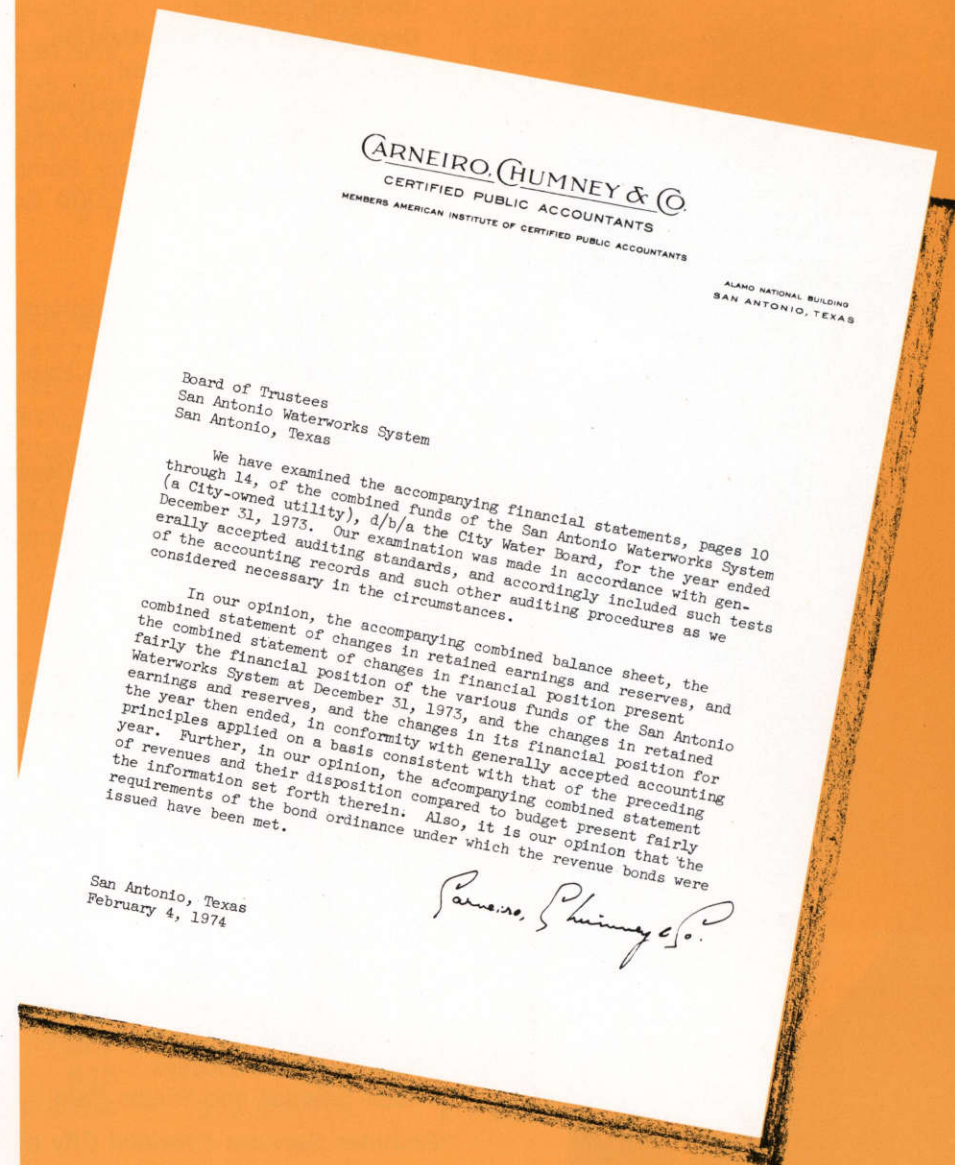 CARNEIRO, CHUMNEY & CO.
CERTIFIED PUBLIC ACCOUNTANTS
MEMBERS AMERICAN INSTITUTE OF CERTIFIED PUBLIC ACCOUNTANTS
ALAMO NATIONAL BUILDING
SAN ANTONIO, TEXAS
Board of Trustees
San Antonio Waterworks System
San Antonio, Texas
We have examined the accompanying financial statements, pages 10
through 14, of the combined funds of the San Antonio Waterworks System
(a City-owned utility), d/b/a the City Water Board, for the year ended
December 31, 1973. Our examination was made in accordance with gen-
erally accepted auditing standards, and accordingly included such tests
of the accounting records and such other auditing procedures as we
considered necessary in the circumstances.
In our opinion, the accompanying combined balance sheet, the
combined statement of changes in retained earnings and reserves, and
the combined statement of changes in financial position present
fairly the financial position of the various funds of the San Antonio
Waterworks System at December 31, 1973, and the changes in retained
earnings and reserves, and the changes in its financial position for
the year then ended, in conformity with generally accepted accounting
principles applied on a basis consistent with that of the preceding
year. Further, in our opinion, the accompanying combined statement
of revenues and their disposition compared to budget present fairly
the information set forth therein. Also, it is our opinion that the
requirements of the bond ordinance under which the revenue bonds were
issued have been met.
San Antonio, Texas
February 4, 1974
Carneiro, Chumney & Co.